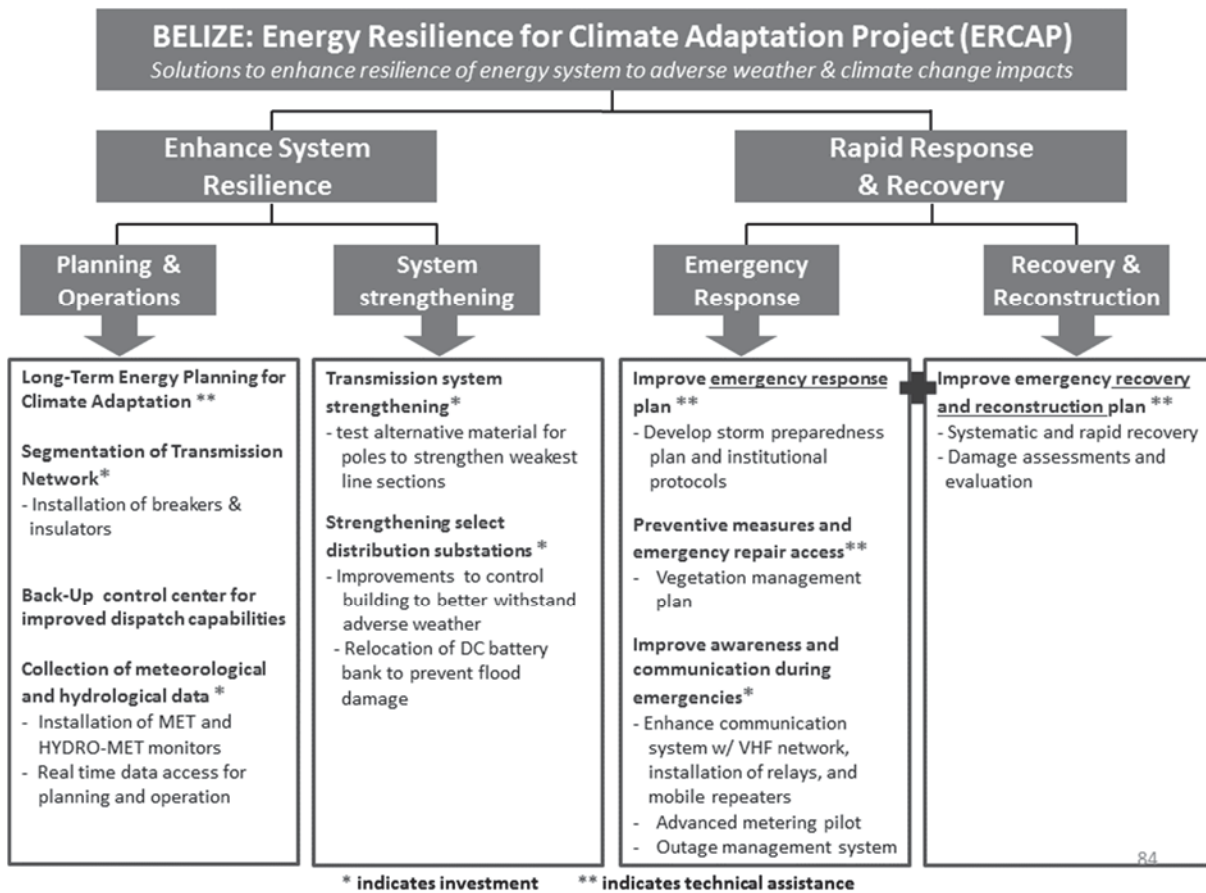 BELIZE: Energy Resilience for Climate Adaptation Project (ERCAP)
Solutions to enhance resilience of energy system to adverse weather & climate change impacts
Enhance System
Resilience
Rapid Response
& Recovery
Planning &
Operations
System
strengthening
Emergency
Response
Recovery &
Reconstruction
Long-Term Energy Planning for
Climate Adaptation **
Segmentation of Transmission
Network*
- Installation of breakers &
insulators
Back-Up control center for
improved dispatch capabilities
Collection of meteorological
and hydrological data *
- Installation of MET and
HYDRO-MET monitors
- Real time data access for
planning and operation
Transmission system
strengthening*
- test alternative material for
poles to strengthen weakest
line sections
Strengthening select
distribution substations *
- Improvements to control
building to better withstand
adverse weather
- Relocation of DC battery
bank to prevent flood
damage
Improve emergency response
plan **
- Develop storm preparedness
plan and institutional
protocols
Preventive measures and
emergency repair access**
- Vegetation management
plan
Improve awareness and
communication during
emergencies*
- Enhance communication
system w/ VHF network,
installation of relays, and
mobile repeaters
- Advanced metering pilot
- Outage management system
Improve emergency recovery
and reconstruction plan **
- Systematic and rapid recovery
- Damage assessments and
evaluation
84
* indicates investment ** indicates technical assistance